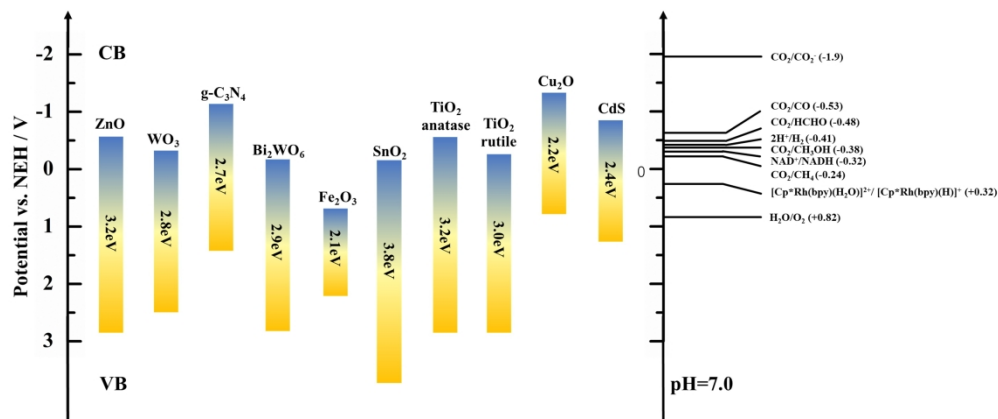 Potential vs. NEH / V
-2
-1
0
1
2
3
CB
VB
ZnO
3.2eV
WO₃
2.8eV
g-C₃N₄
2.7eV
Bi₂WO₆
2.9eV
Fe₂O₃
2.1eV
SnO₂
3.8eV
TiO₂
anatase
3.2eV
TiO₂
rutile
3.0eV
Cu₂O
2.2eV
CdS
2.4eV
0
CO₂/CO₂⁻ (-1.9)
CO₂/CO (-0.53)
CO₂/HCHO (-0.48)
2H⁺/H₂ (-0.41)
CO₂/CH₃OH (-0.38)
NAD⁺/NADH (-0.32)
CO₂/CH₄ (-0.24)
[Cp*Rh(bpy)(H₂O)]²⁺/ [Cp*Rh(bpy)(H)]⁺ (+0.32)
H₂O/O₂ (+0.82)
pH=7.0